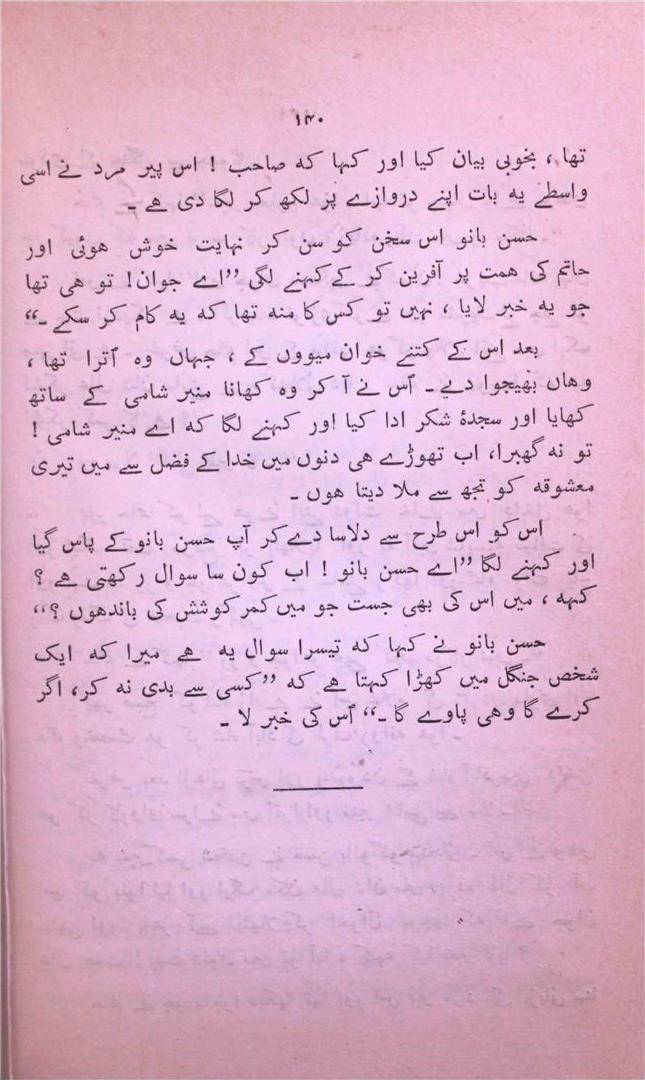 ۱۴۰
تھا ، بخوبی بیان کیا اور کہا کہ صاحب ! اس پیر مرد نے اسی
واسطے یہ بات اپنے دروازے پر لکھ کر لگا دی ہے ۔
حسن بانو اس سخن کو سن کر نہایت خوش ہوئی اور
حاتم کی ہمت پر آفرین کر کے کہنے لگی ”اے جوان! تو ہی تھا
جو یہ خبر لایا ، نہیں تو کس کا منہ تھا کہ یہ کام کر سکے ۔“
بعد اس کے کتنے خوان میووں کے ، جہاں وہ اُترا تھا ،
وہاں بھیجوا دیے ۔ اُس نے آ کر وہ کھانا منیر شامی کے ساتھ
کھایا اور سجدۂ شکر ادا کیا اور کہنے لگا کہ اے منیر شامی !
تو نہ گھبرا، اب تھوڑے ہی دنوں میں خدا کے فضل سے میں تیری
معشوقہ کو تجھ سے ملا دیتا ہوں ۔
اس کو اس طرح سے دلاسا دے کر آپ حسن بانو کے پاس گیا
اور کہنے لگا ”اے حسن بانو ! اب کون سا سوال رکھتی ہے ؟
کہہ ، میں اس کی بھی جست جو میں کمر کوشش کی باندھوں ؟“
حسن بانو نے کہا کہ تیسرا سوال یہ ہے میرا کہ ایک
شخص جنگل میں کھڑا کہتا ہے کہ ”کسی سے بدی نہ کر، اگر
کرے گا وہی پاوے گا ۔“ اُس کی خبر لا ۔